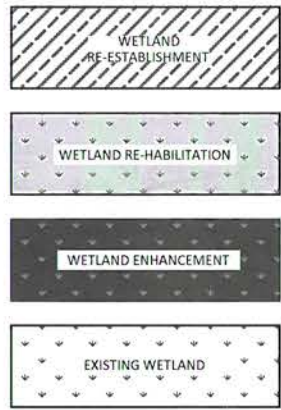 WETLAND
RE-ESTABLISHMENT
WETLAND RE-HABILITATION
WETLAND ENHANCEMENT
EXISTING WETLAND